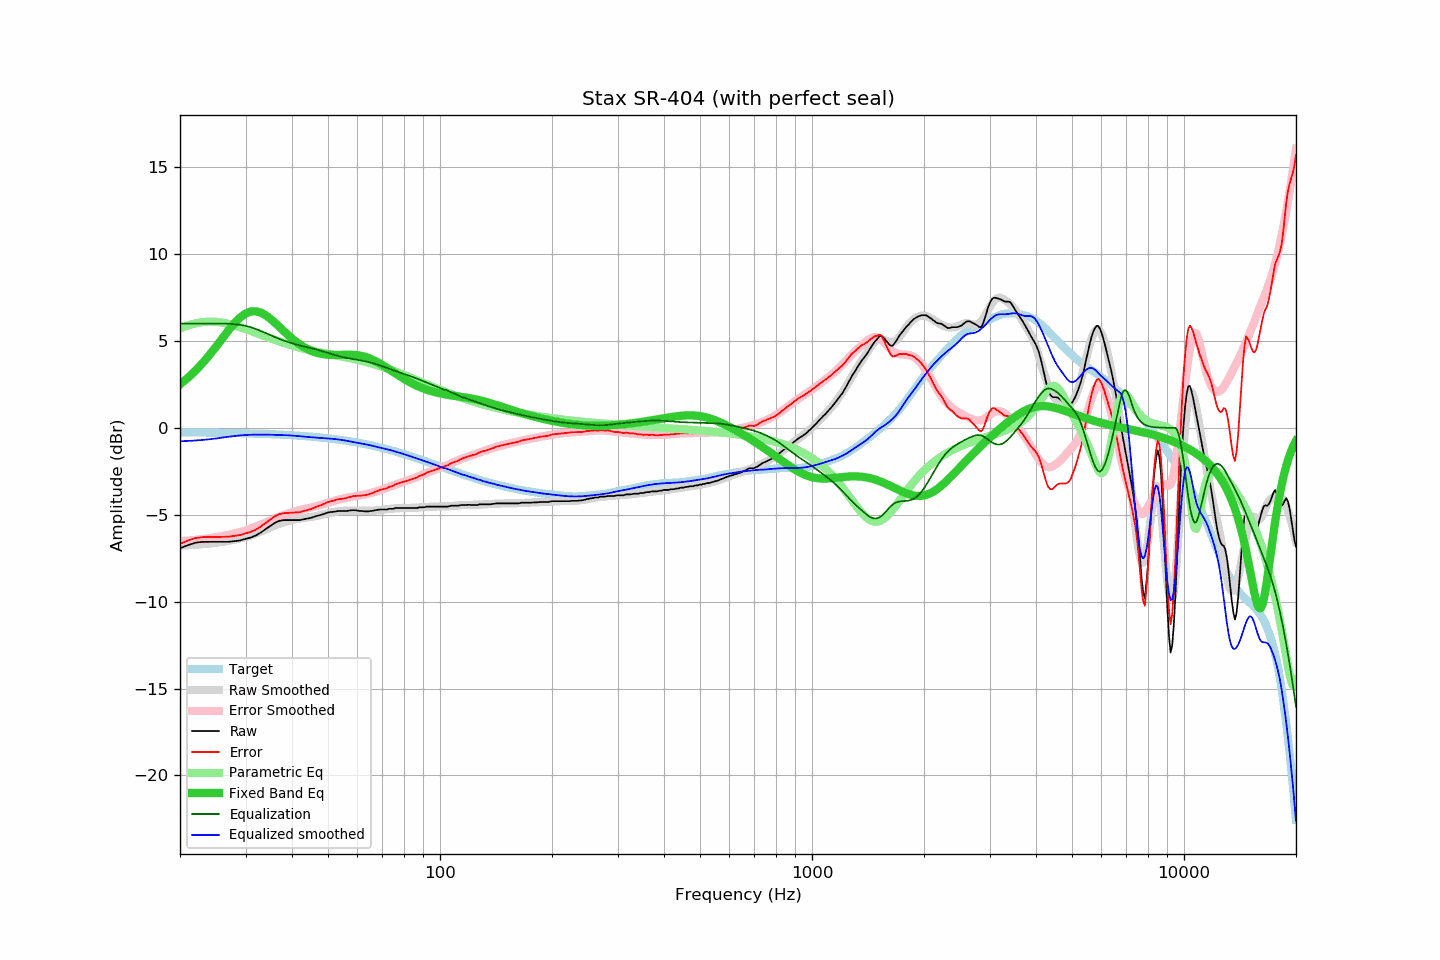 Stax SR-404 (with perfect seal)
Amplitude (dBr)
15
10
5
0
−5
−10
−15
−20
Target
Raw Smoothed
Error Smoothed
Raw
Error
Parametric Eq
Fixed Band Eq
Equalization
Equalized smoothed
100
1000
10000
Frequency (Hz)